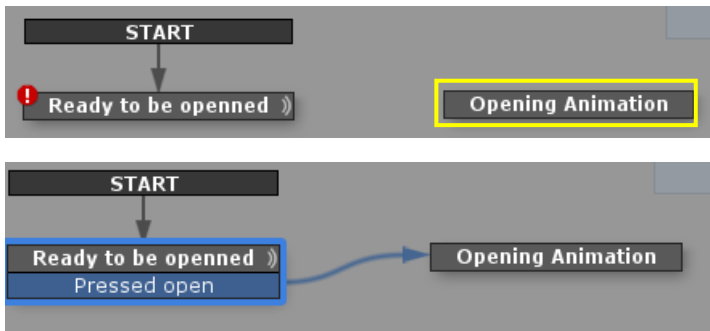 START
Ready to be openned
Opening Animation
START
Ready to be openned
Pressed open
Opening Animation